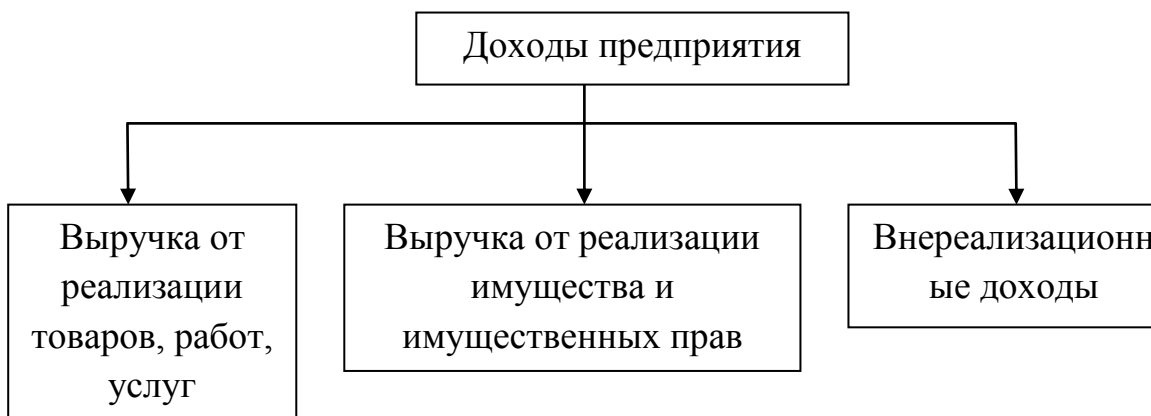 Доходы предприятия
Выручка от
реализации
товаров, работ,
услуг
Выручка от реализации
имущества и
имущественных прав
Внереализационн
ые доходы